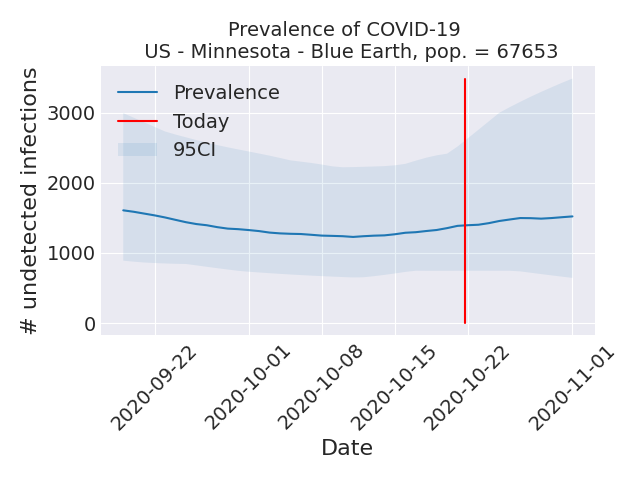 Prevalence of COVID-19
US - Minnesota - Blue Earth, pop. = 67653
Prevalence
Today
95CI
# undetected infections
3000
2000
1000
0
2020-09-22
2020-10-01
2020-10-08
2020-10-15
2020-10-22
2020-11-01
Date